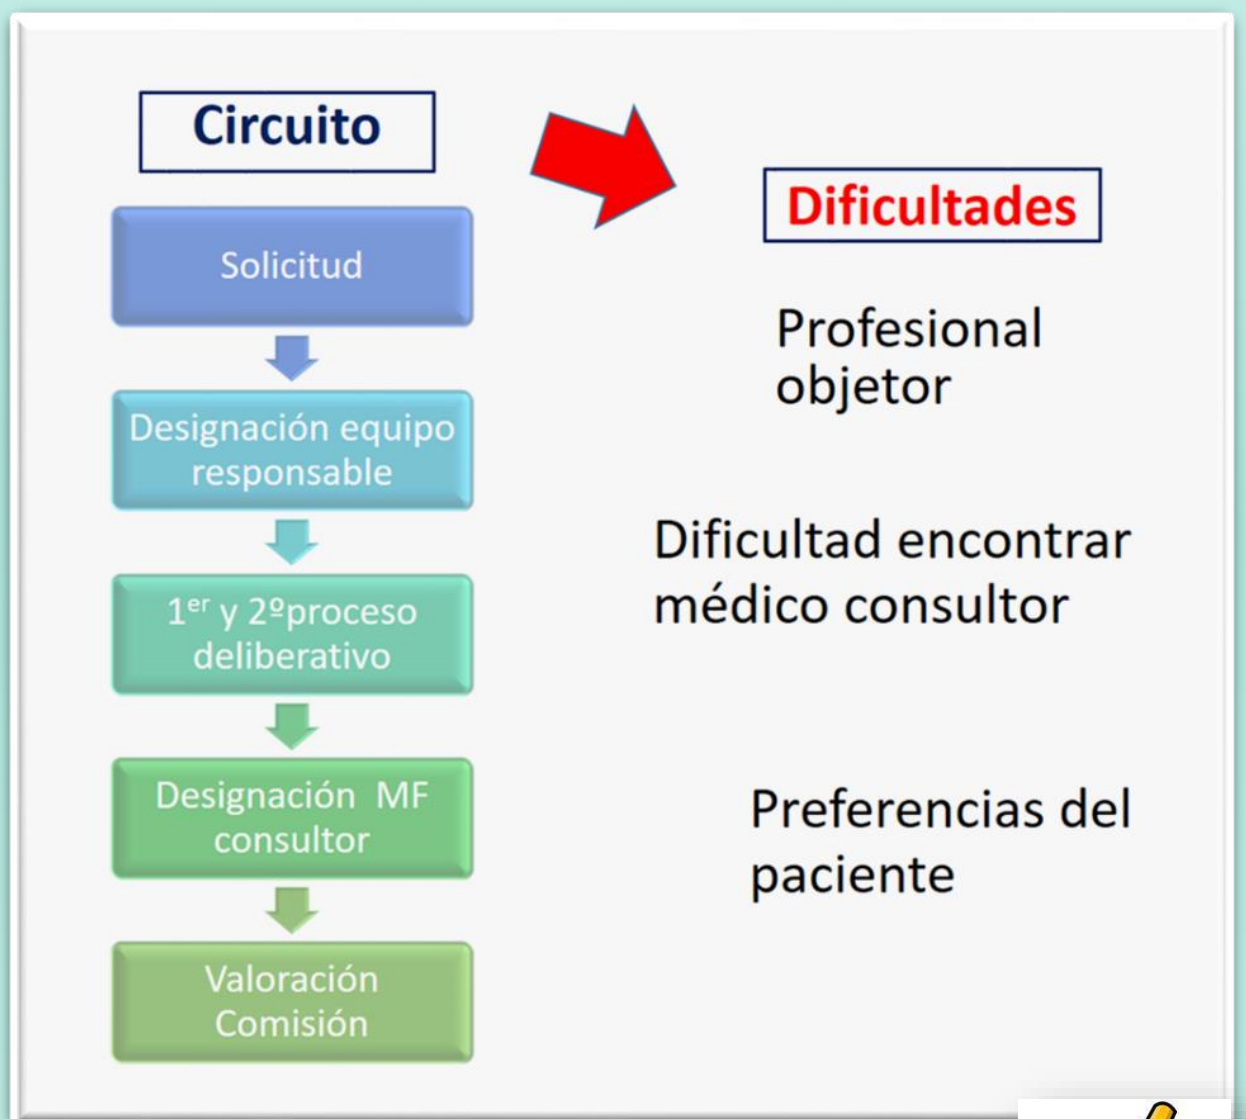 Circuito
Solicitud
Designación equipo
responsable
1er y 2ºproceso
deliberativo
Designación  MF
consultor
Valoración
Comisión
Dificultades
Profesional
objetor
Dificultad encontrar
médico consultor
Preferencias del
paciente